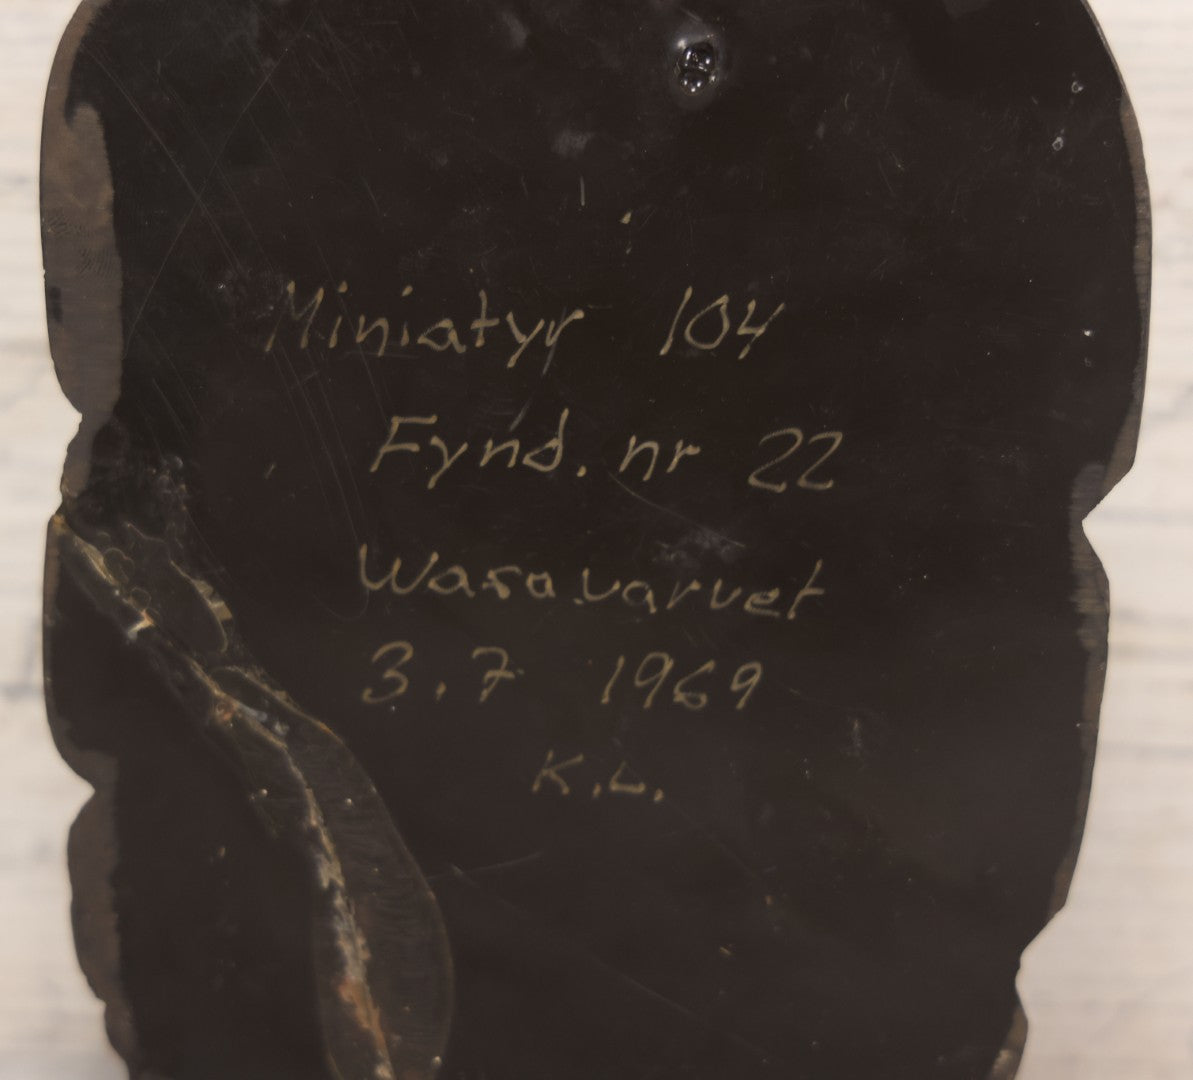 Miniatyr 104
Fynd. nr 22
Wasavarvet
3.7 1969
K.L.